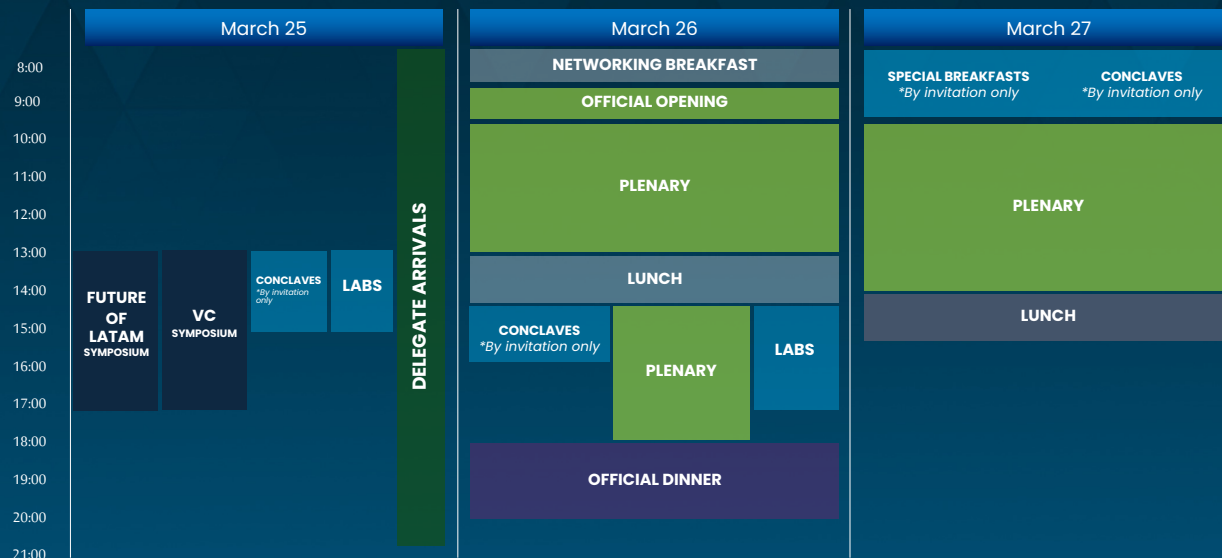 March 25
March 26
March 27
8:00
9:00
10:00
11:00
12:00
13:00
14:00
15:00
16:00
17:00
18:00
19:00
20:00
21:00
FUTURE
OF
LATAM
SYMPOSIUM
VC
SYMPOSIUM
CONCLAVES
*By invitation
only
LABS
DELEGATE ARRIVALS
NETWORKING BREAKFAST
OFFICIAL OPENING
PLENARY
LUNCH
CONCLAVES
*By invitation only
PLENARY
LABS
OFFICIAL DINNER
SPECIAL BREAKFASTS
*By invitation only
CONCLAVES
*By invitation only
PLENARY
LUNCH